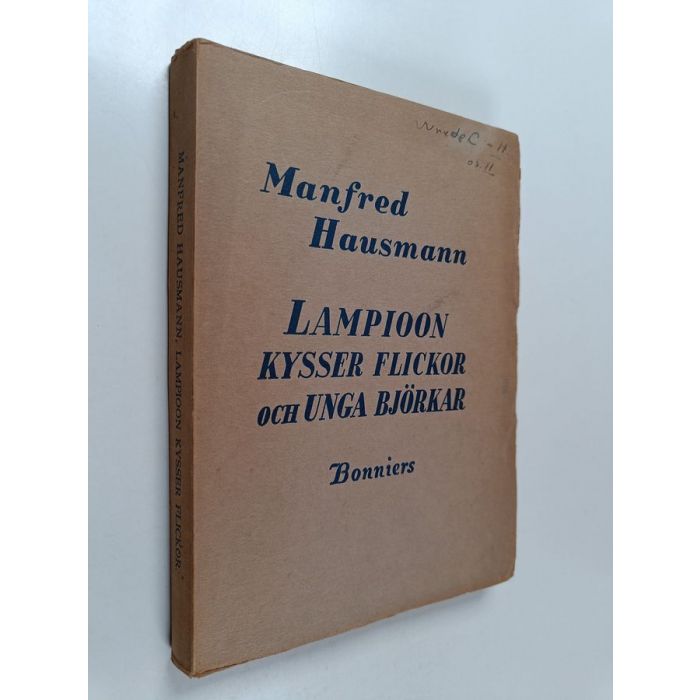 Manfred
Hausmann
LAMPIOON
KYSSER FLICKOR
OCH UNGA BJÖRKAR
Bonniers
MANFRED HAUSMANN, LAMPIOON KYSSER FLICKOR.